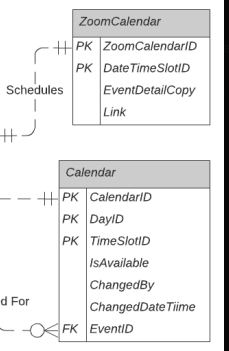 ZoomCalendar
PK ZoomCalendarID
PK DateTimeSlotID
EventDetailCopy
Link
Schedules
Calendar
PK CalendarID
PK DayID
PK TimeSlotID
IsAvailable
ChangedBy
ChangedDateTiime
FK EventID
d For